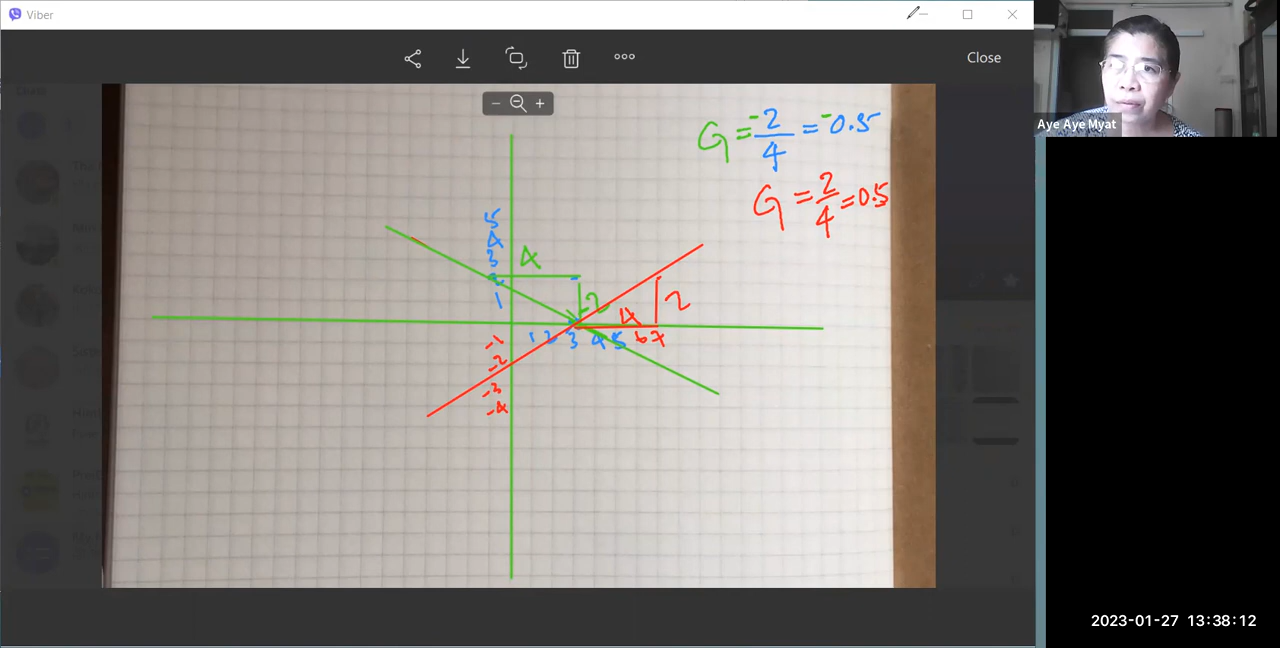 Viber
Close
G = -2/4 = -0.5
G = 2/4 = 0.5
Aye Aye Myat
5
4
3
2
1
4
-2
4
2
1 2 3 4 5 6 7
-1
-2
-3
-4
2023-01-27 13:38:12